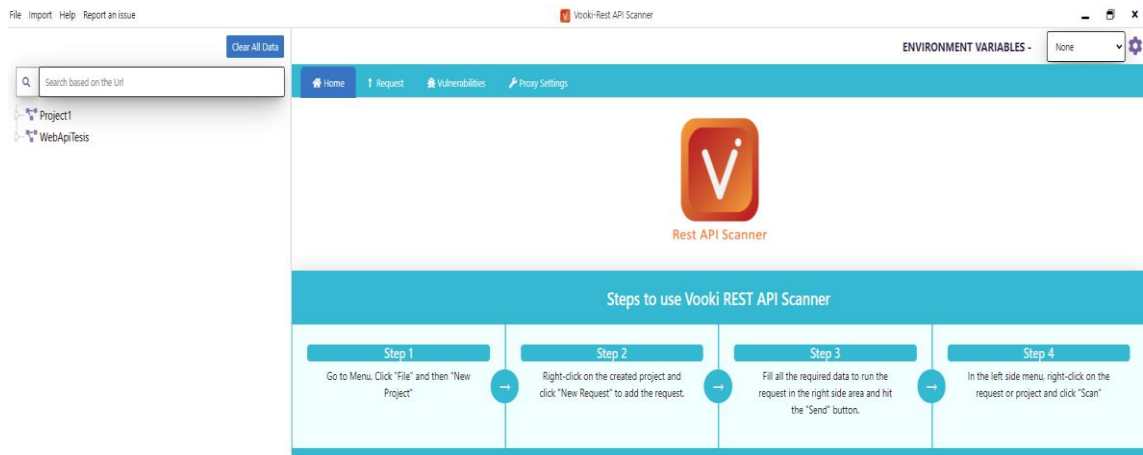 File Import Help Report an issue
Vooki-Rest API Scanner
Clear All Data
ENVIRONMENT VARIABLES -
None
Search based on the Url
Home
Request
Vulnerabilities
Proxy Settings
Project1
WebApiTesis
Rest API Scanner
Steps to use Vooki REST API Scanner
Step 1
Go to Menu, Click "File" and then "New
Project"
Step 2
Right-click on the created project and
click "New Request" to add the request.
Step 3
Fill all the required data to run the
request in the right side area and hit
the "Send" button.
Step 4
In the left side menu, right-click on the
request or project and click "Scan"